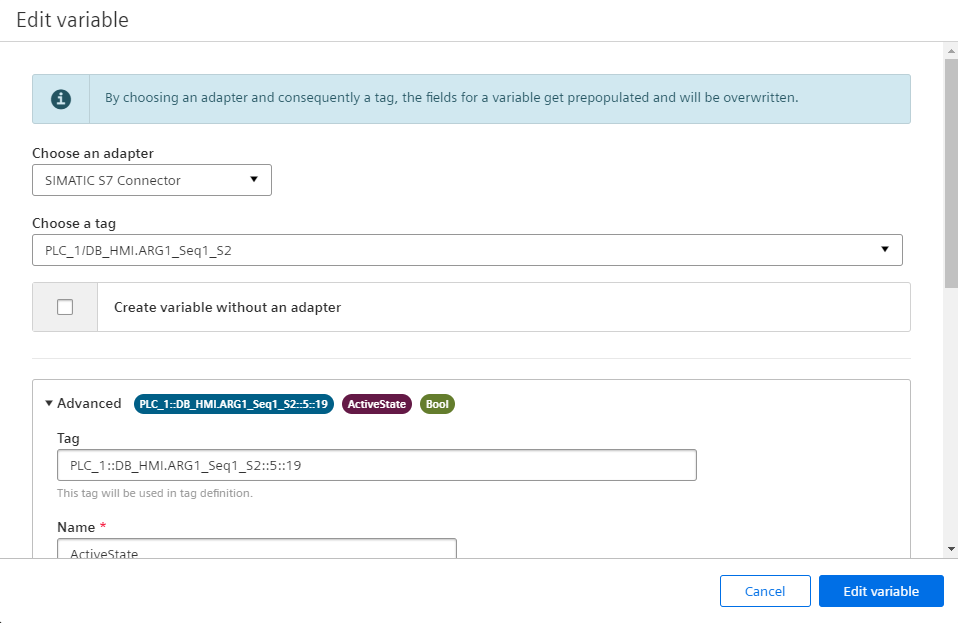 Edit variable
By choosing an adapter and consequently a tag, the fields for a variable get prepopulated and will be overwritten.
Choose an adapter
SIMATIC S7 Connector
Choose a tag
PLC_1/DB_HMI.ARG1_Seq1_S2
Create variable without an adapter
Advanced PLC_1::DB_HMI.ARG1_Seq1_S2::5::19 ActiveState Bool
Tag
PLC_1::DB_HMI.ARG1_Seq1_S2::5::19
This tag will be used in tag definition.
Name *
ActiveState
Cancel Edit variable